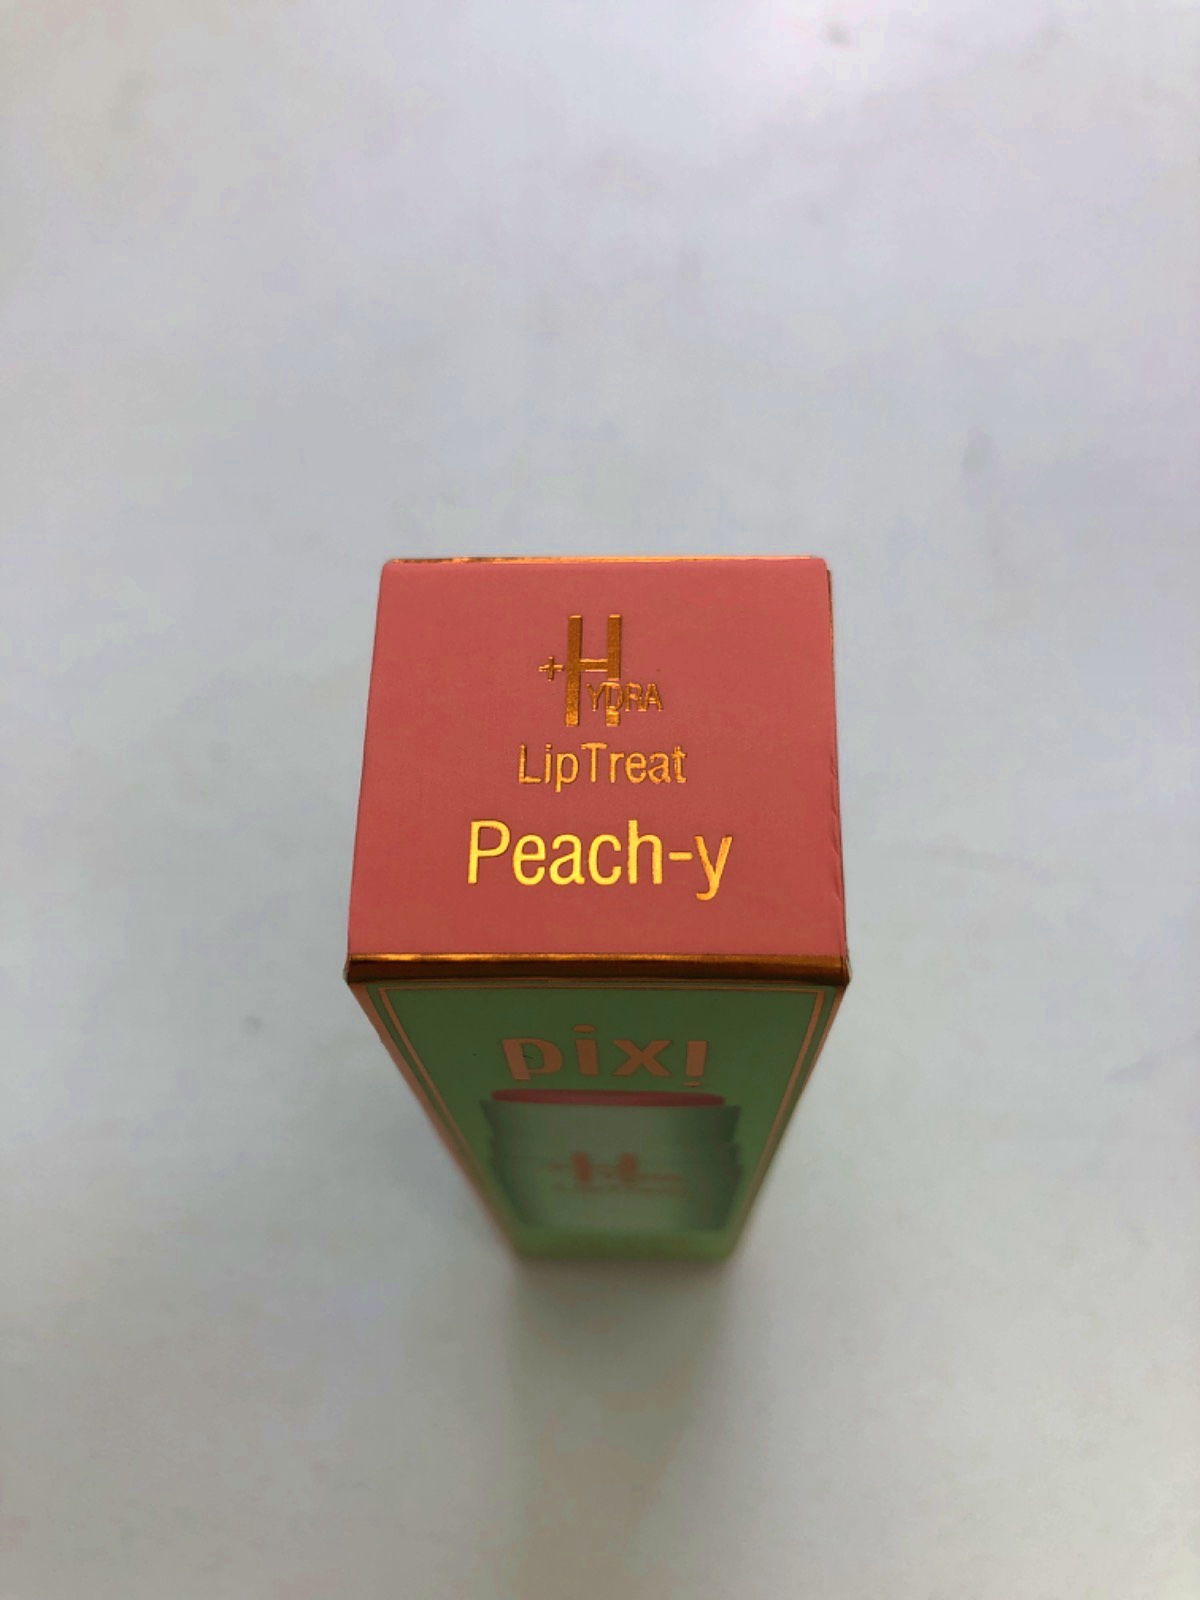 +HYDRA
LipTreat
Peach-y
pixi
+H